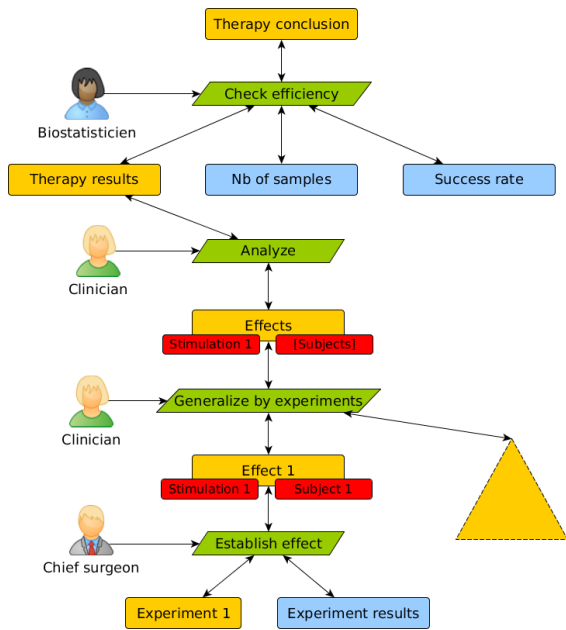 Therapy conclusion
Check efficiency
Biostatisticien
Therapy results
Nb of samples
Success rate
Analyze
Clinician
Effects
Stimulation 1
[Subjects]
Generalize by experiments
Clinician
Effect 1
Stimulation 1
Subject 1
Establish effect
Chief surgeon
Experiment 1
Experiment results